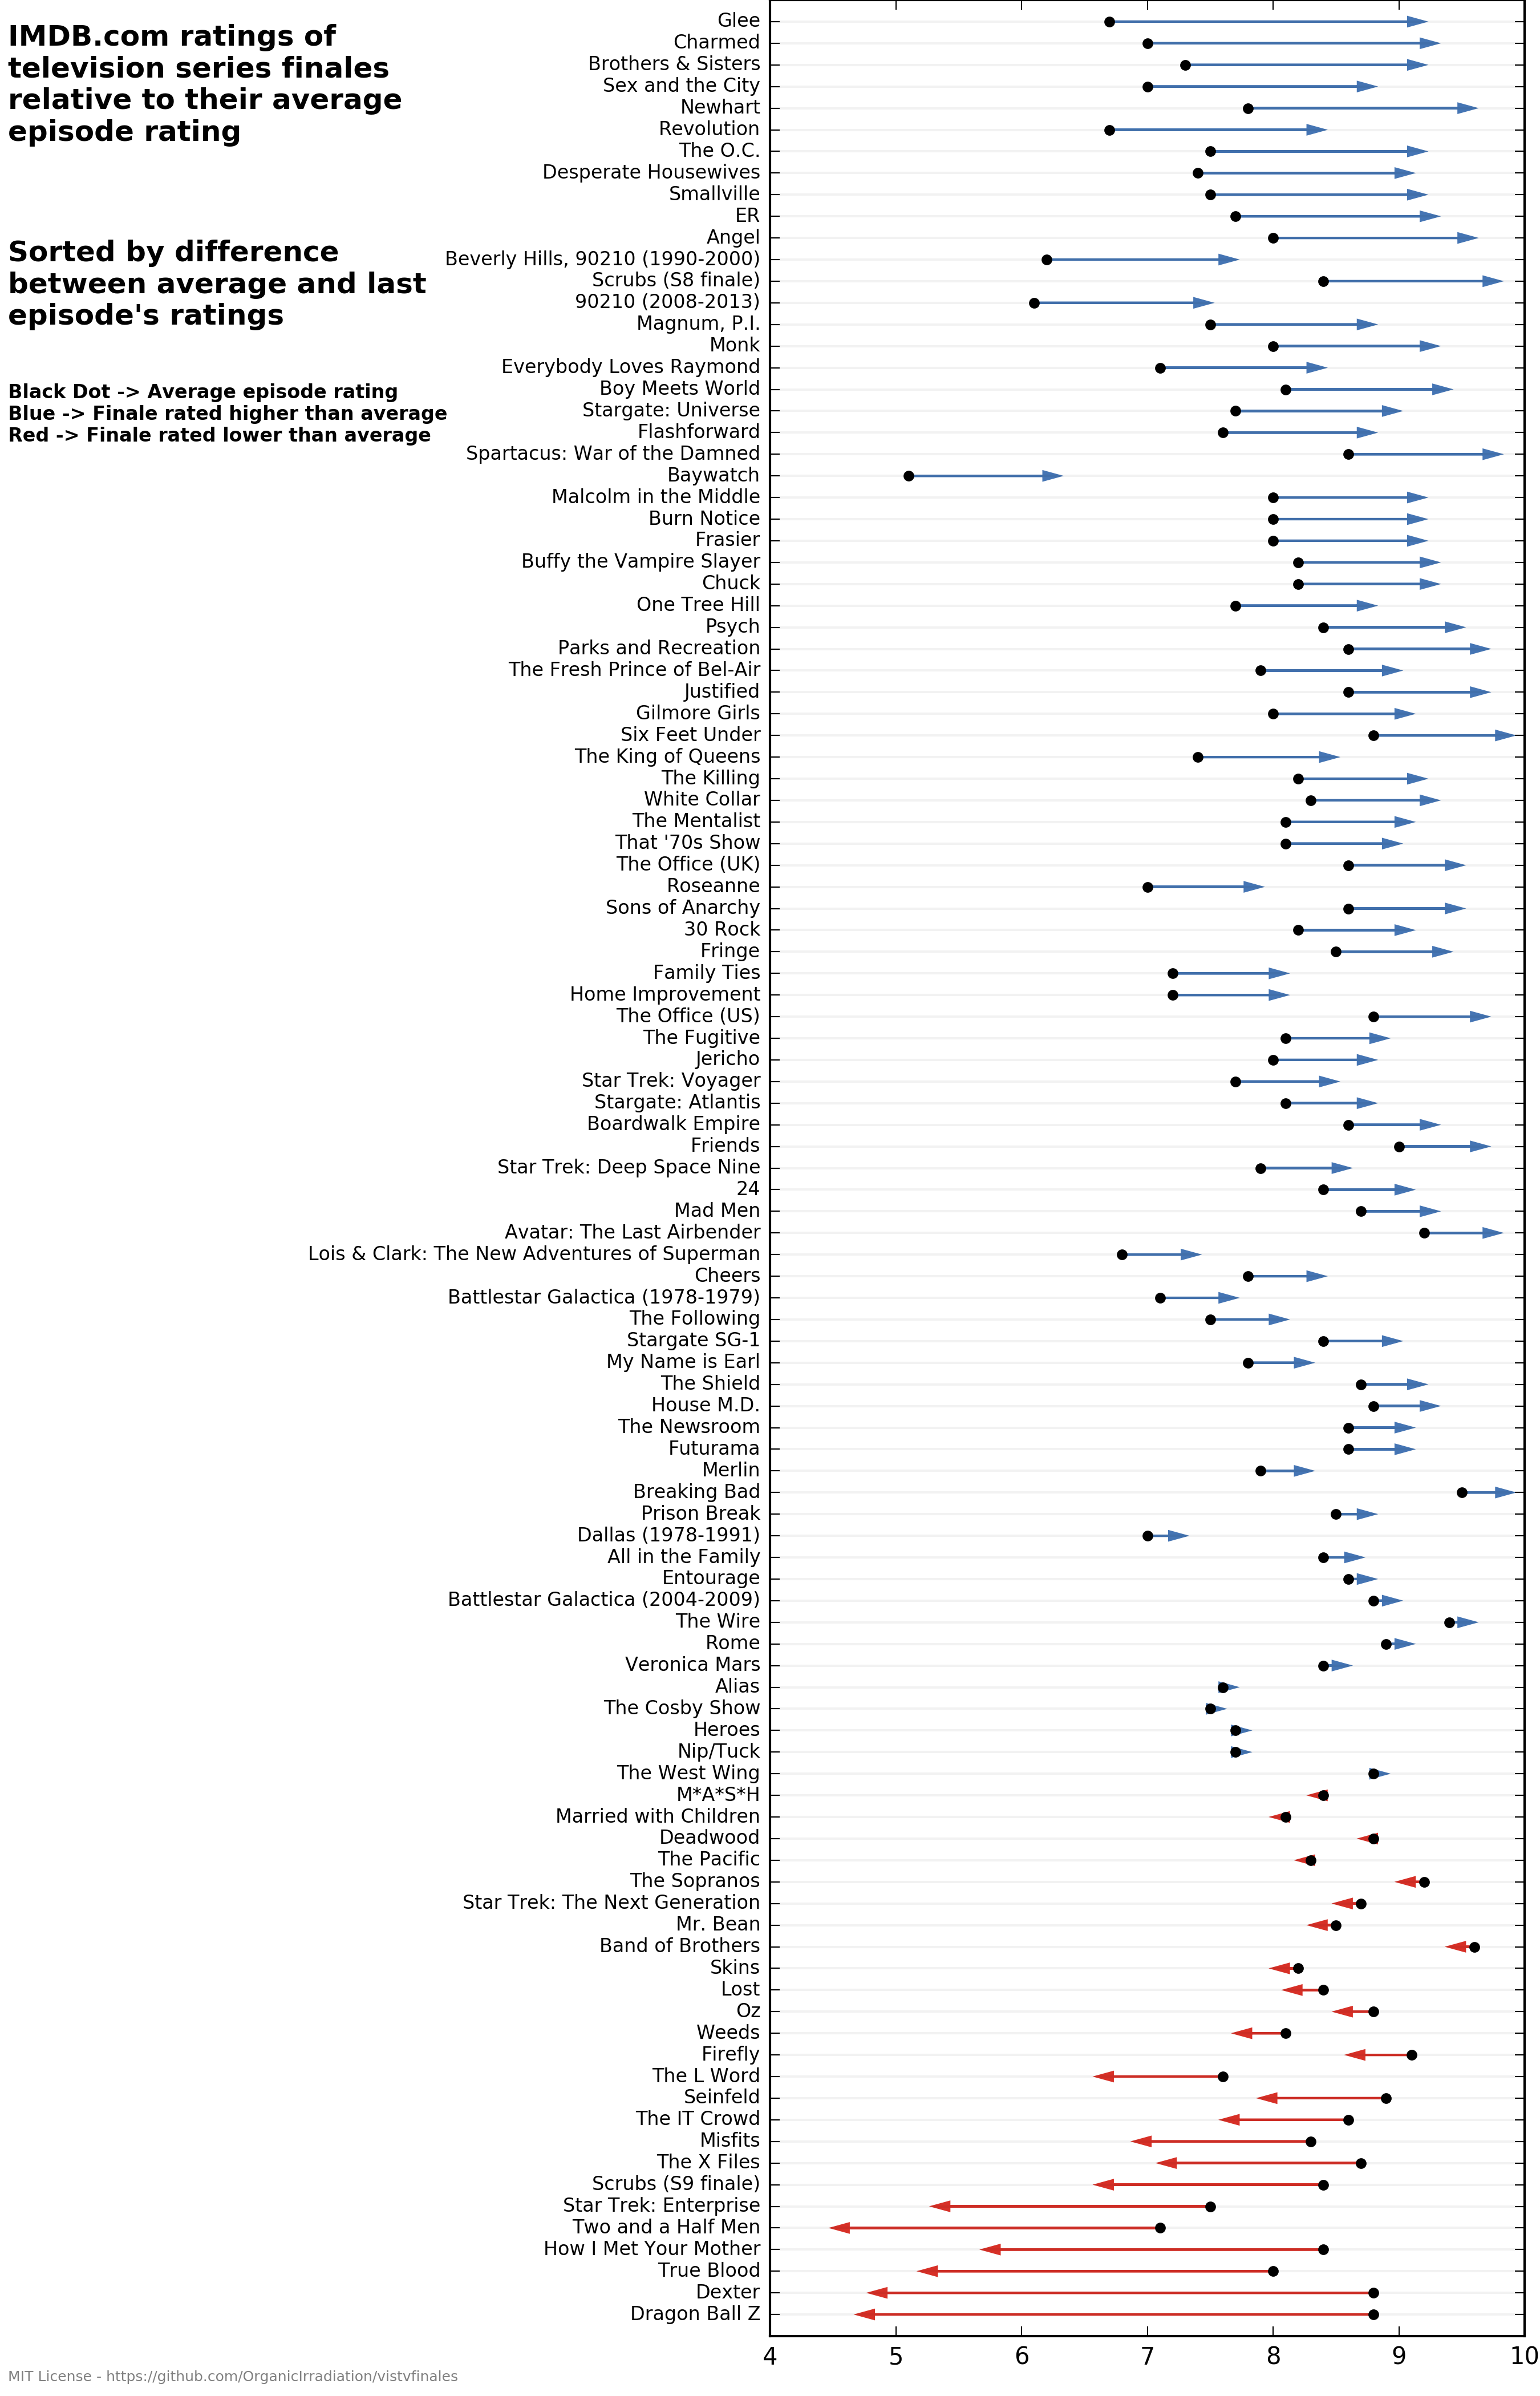 IMDB.com ratings of
television series finales
relative to their average
episode rating
Sorted by difference
between average and last
episode's ratings
Black Dot -> Average episode rating
Blue -> Finale rated higher than average
Red -> Finale rated lower than average
Glee
Charmed
Brothers & Sisters
Sex and the City
Newhart
Revolution
The O.C.
Desperate Housewives
Smallville
ER
Angel
Beverly Hills, 90210 (1990-2000)
Scrubs (S8 finale)
90210 (2008-2013)
Magnum, P.I.
Monk
Everybody Loves Raymond
Boy Meets World
Stargate: Universe
Flashforward
Spartacus: War of the Damned
Baywatch
Malcolm in the Middle
Burn Notice
Frasier
Buffy the Vampire Slayer
Chuck
One Tree Hill
Psych
Parks and Recreation
The Fresh Prince of Bel-Air
Justified
Gilmore Girls
Six Feet Under
The King of Queens
The Killing
White Collar
The Mentalist
That '70s Show
The Office (UK)
Roseanne
Sons of Anarchy
30 Rock
Fringe
Family Ties
Home Improvement
The Office (US)
The Fugitive
Jericho
Star Trek: Voyager
Stargate: Atlantis
Boardwalk Empire
Friends
Star Trek: Deep Space Nine
24
Mad Men
Avatar: The Last Airbender
Lois & Clark: The New Adventures of Superman
Cheers
Battlestar Galactica (1978-1979)
The Following
Stargate SG-1
My Name is Earl
The Shield
House M.D.
The Newsroom
Futurama
Merlin
Breaking Bad
Prison Break
Dallas (1978-1991)
All in the Family
Entourage
Battlestar Galactica (2004-2009)
The Wire
Rome
Veronica Mars
Alias
The Cosby Show
Heroes
Nip/Tuck
The West Wing
M*A*S*H
Married with Children
Deadwood
The Pacific
The Sopranos
Star Trek: The Next Generation
Mr. Bean
Band of Brothers
Skins
Lost
Oz
Weeds
Firefly
The L Word
Seinfeld
The IT Crowd
Misfits
The X Files
Scrubs (S9 finale)
Star Trek: Enterprise
Two and a Half Men
How I Met Your Mother
True Blood
Dexter
Dragon Ball Z
4 5 6 7 8 9 10
MIT License - https://github.com/OrganicIrradiation/vistvfinales